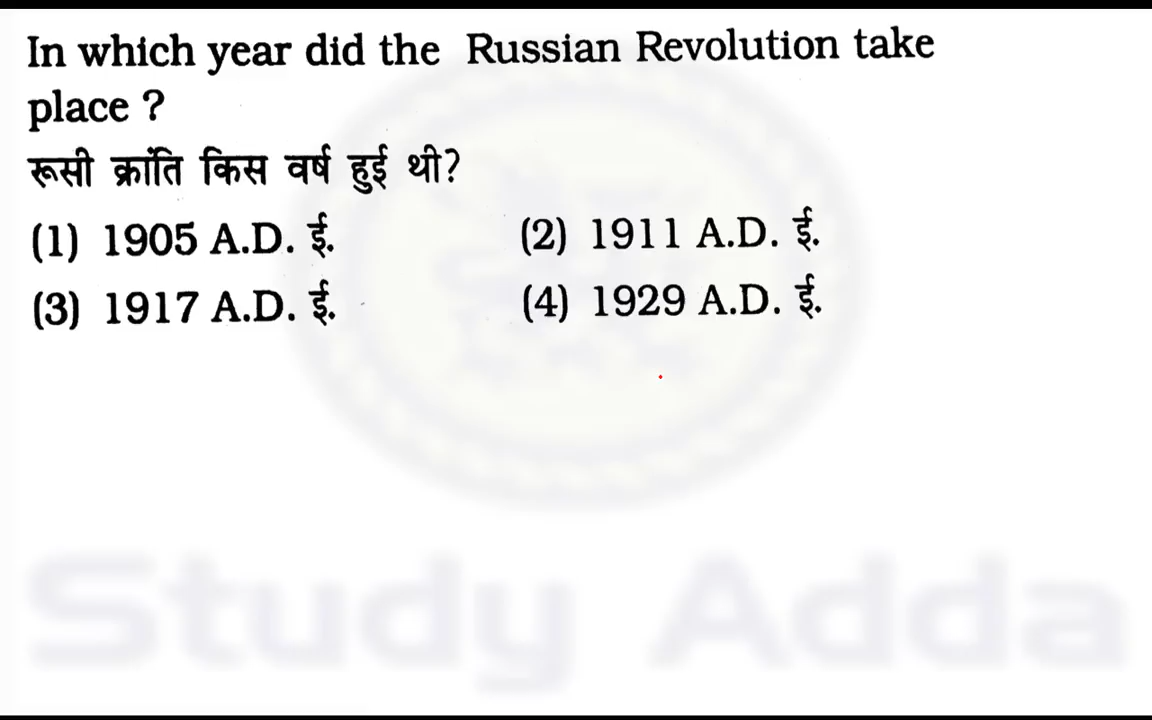 In which year did the Russian Revolution take
place ?
रूसी क्रांति किस वर्ष हुई थी?
(1) 1905 A.D. ई. (2) 1911 A.D. ई.
(3) 1917 A.D. ई. (4) 1929 A.D. ई.
Study Adda